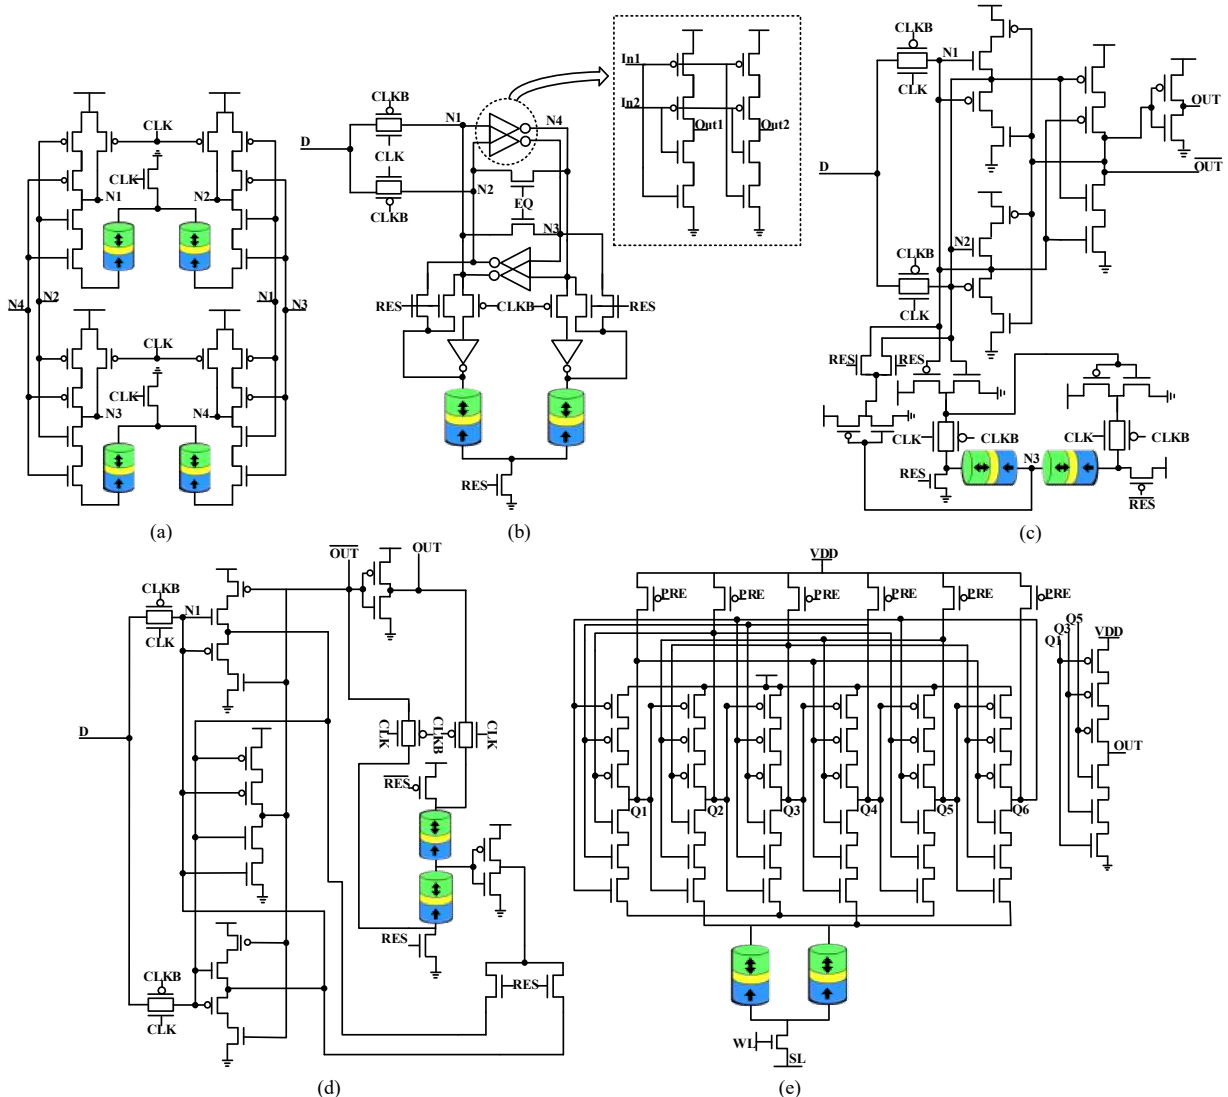 CLK
CLK
N1
N2
N4
N2
N1
N3
CLK
CLK
N3
N4
(a)
D
CLKB
CLK
CLKB
N1
N4
N2
EQ
N3
RES
CLKB
RES
RES
In1
In2
Out1
Out2
(b)
CLKB
N1
CLK
D
OUT
OUT
CLKB
N2
CLK
RES
RES
CLK
CLKB
N3
CLK
CLKB
RES
RES
(c)
OUT
OUT
CLKB
N1
CLK
D
CLK
CLKB
CLK
RES
RES
RES
CLKB
CLK
(d)
VDD
PRE
PRE
PRE
PRE
PRE
PRE
Q1
Q3
Q5
VDD
OUT
Q1
Q2
Q3
Q4
Q5
Q6
WL
SL
(e)